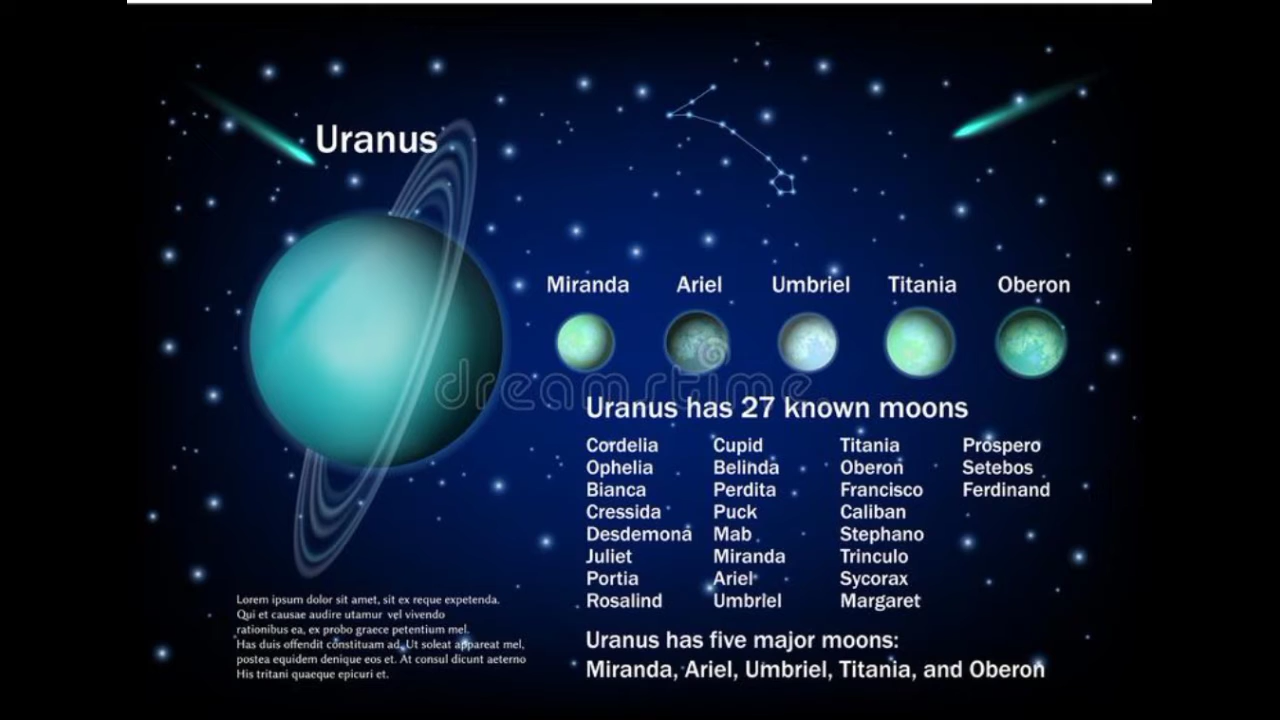 Uranus
Miranda Ariel Umbriel Titania Oberon
dreamstime.
Uranus has 27 known moons
Cordelia Cupid Titania Prospero
Ophelia Belinda Oberon Setebos
Bianca Perdita Francisco Ferdinand
Cressida Puck Caliban
Desdemona Mab Stephano
Juliet Miranda Trinculo
Portia Ariel Sycorax
Rosalind Umbriel Margaret
Uranus has five major moons:
Miranda, Ariel, Umbriel, Titania, and Oberon
Lorem ipsum dolor sit amet, sit ex reque expetenda.
Qui et causae audire utamur vel vivendo
rationibus ea, ex probo graece petentium mel.
Has duis offendit constituam ad. Ut soleat appareat mel,
postea equidem denique eos et. At consul dicunt aeterno
His tritani quaeque epicuri et.